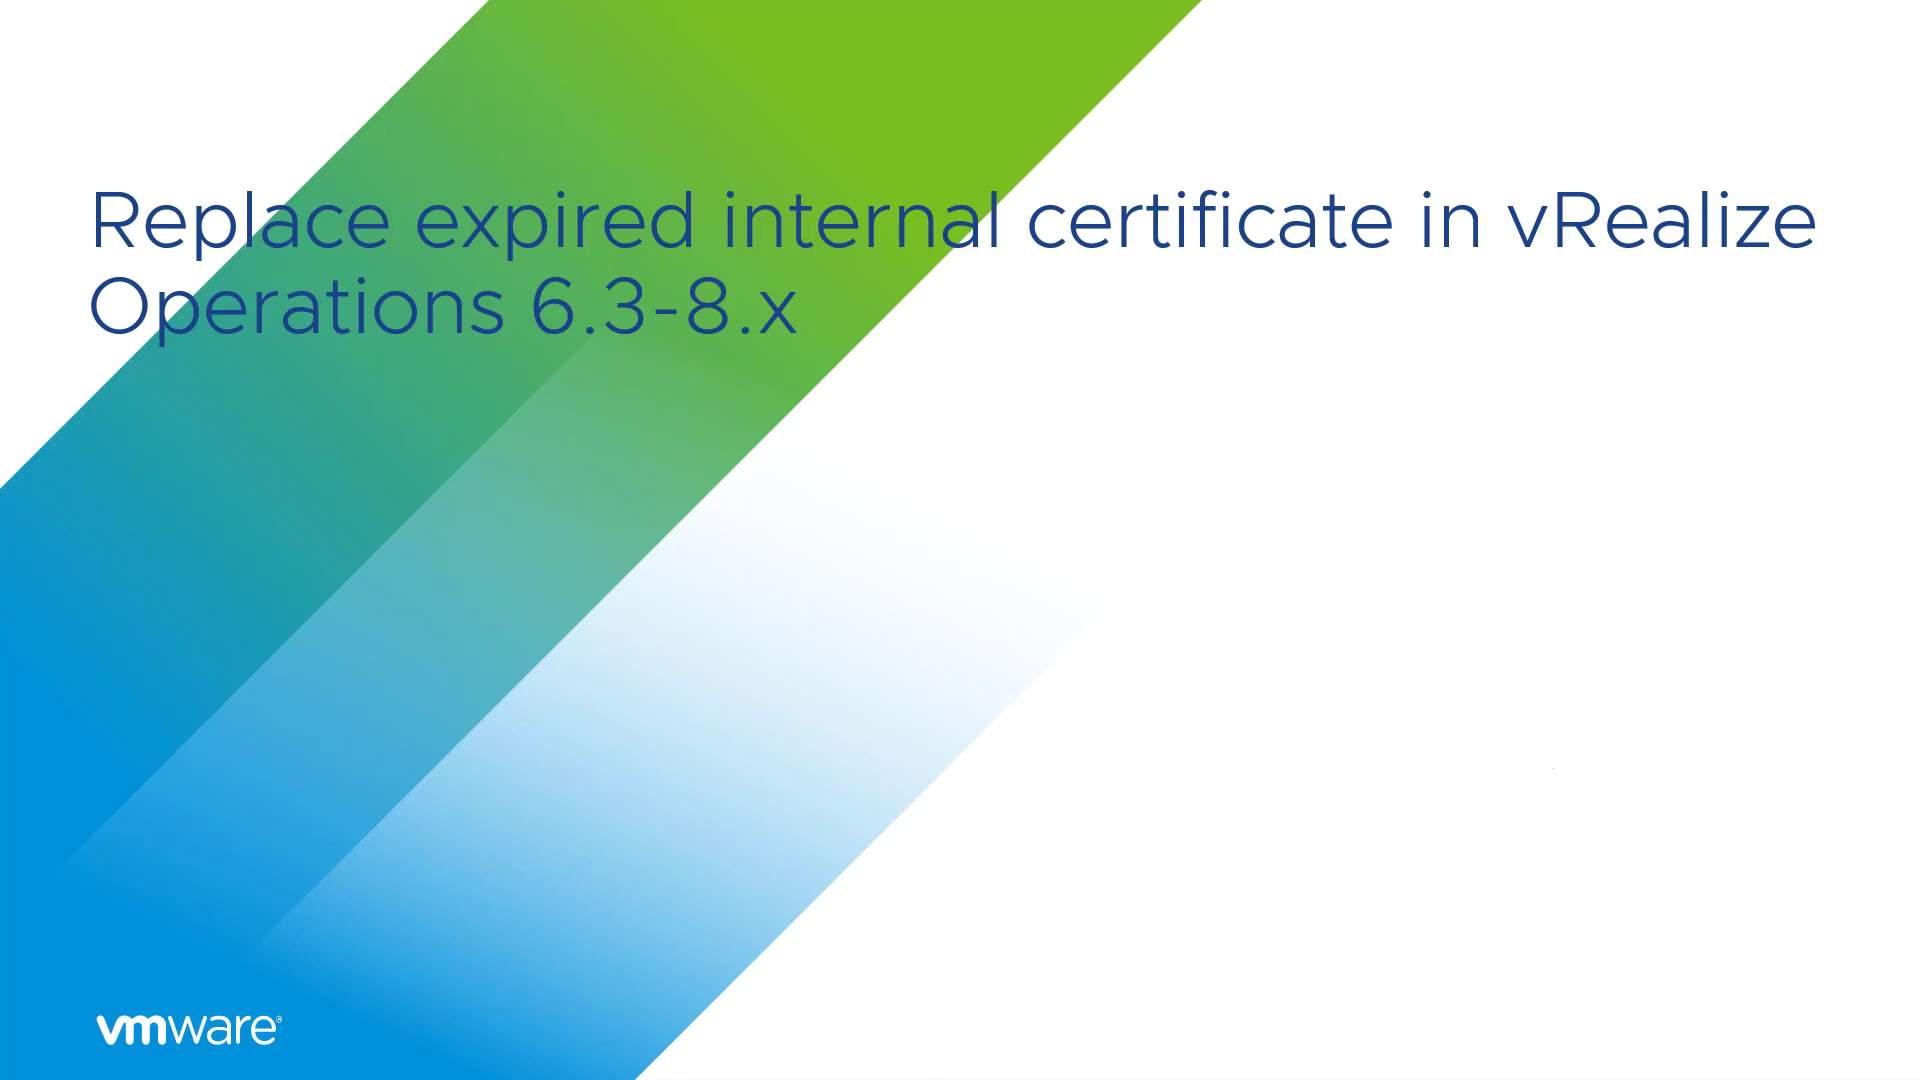 Replace expired internal certificate in vRealize
Operations 6.3-8.x
vmware®